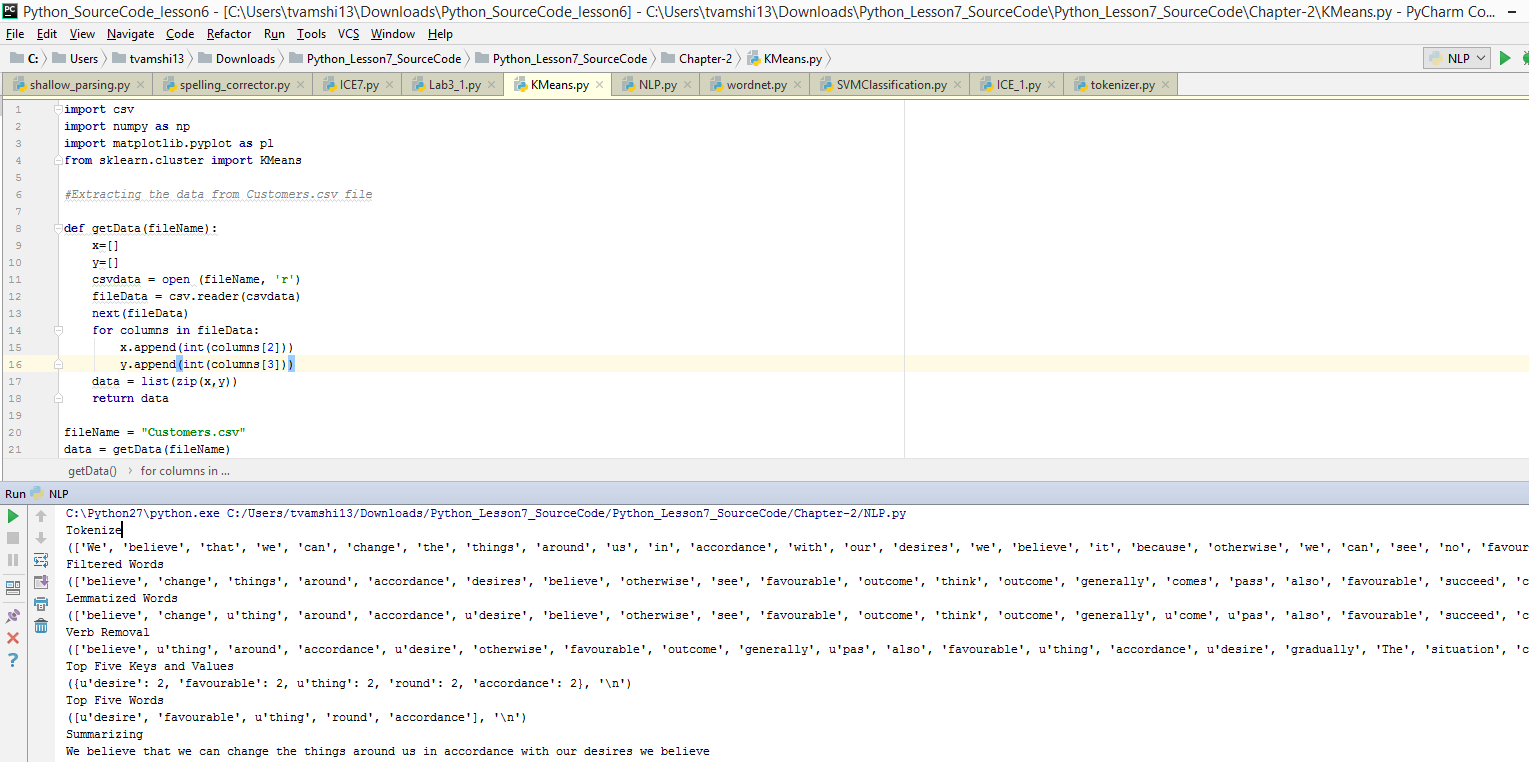 PC Python_SourceCode_lesson6 - [C:\Users\tvamshi13\Downloads\Python_SourceCode_lesson6] - C:\Users\tvamshi13\Downloads\Python_Lesson7_SourceCode\Python_Lesson7_SourceCode\Chapter-2\KMeans.py - PyCharm Co...
File Edit View Navigate Code Refactor Run Tools VCS Window Help
C: Users tvamshi13 Downloads Python_Lesson7_SourceCode Python_Lesson7_SourceCode Chapter-2 KMeans.py NLP
shallow_parsing.py spelling_corrector.py ICE7.py Lab3_1.py KMeans.py NLP.py wordnet.py SVMClassification.py ICE_1.py tokenizer.py
1 import csv
2 import numpy as np
3 import matplotlib.pyplot as pl
4 from sklearn.cluster import KMeans
5
6 #Extracting the data from Customers.csv file
7
8 def getData(fileName):
9     x=[]
10     y=[]
11     csvdata = open (fileName, 'r')
12     fileData = csv.reader(csvdata)
13     next(fileData)
14     for columns in fileData:
15         x.append(int(columns[2]))
16         y.append(int(columns[3]))
17     data = list(zip(x,y))
18     return data
19
20 fileName = "Customers.csv"
21 data = getData(fileName)
getData() for columns in ...
Run NLP
C:\Python27\python.exe C:/Users/tvamshi13/Downloads/Python_Lesson7_SourceCode/Python_Lesson7_SourceCode/Chapter-2/NLP.py
Tokenize
(['We', 'believe', 'that', 'we', 'can', 'change', 'the', 'things', 'around', 'us', 'in', 'accordance', 'with', 'our', 'desires', 'we', 'believe', 'it', 'because', 'otherwise', 'we', 'can', 'see', 'no', 'favour
Filtered Words
(['believe', 'change', 'things', 'around', 'accordance', 'desires', 'believe', 'otherwise', 'see', 'favourable', 'outcome', 'think', 'outcome', 'generally', 'comes', 'pass', 'also', 'favourable', 'succeed', 'c
Lemmatized Words
(['believe', 'change', u'thing', 'around', 'accordance', u'desire', 'believe', 'otherwise', 'see', 'favourable', 'outcome', 'think', 'outcome', 'generally', u'come', u'pas', 'also', 'favourable', 'succeed', 'c
Verb Removal
(['believe', u'thing', 'around', 'accordance', u'desire', 'otherwise', 'favourable', 'outcome', 'generally', u'pas', 'also', 'favourable', u'thing', 'accordance', u'desire', 'gradually', 'The', 'situation', 'c
Top Five Keys and Values
({u'desire': 2, 'favourable': 2, u'thing': 2, 'round': 2, 'accordance': 2}, '\n')
Top Five Words
([u'desire', 'favourable', u'thing', 'round', 'accordance'], '\n')
Summarizing
We believe that we can change the things around us in accordance with our desires we believe